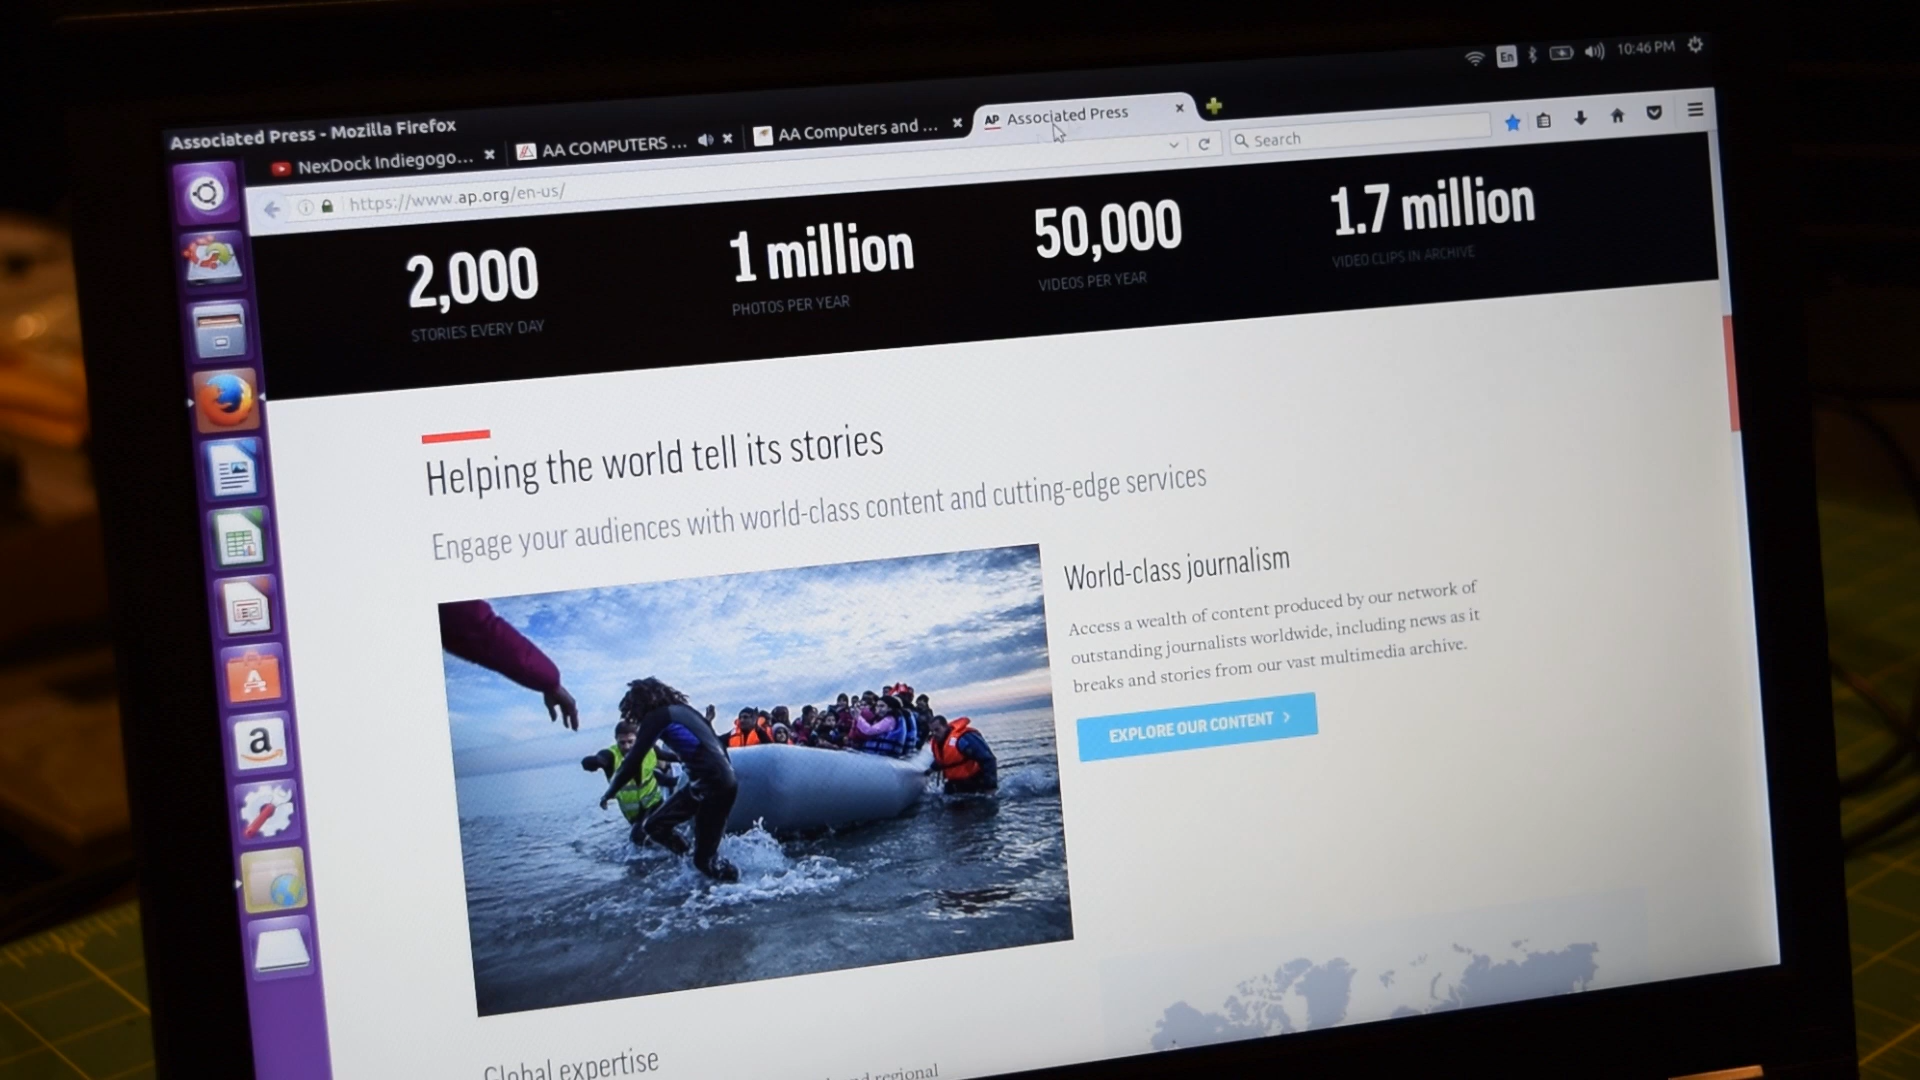 En
10:46 PM
Associated Press - Mozilla Firefox
NexDock Indiegogo...
AA COMPUTERS ...
AA Computers and ...
AP Associated Press
https://www.ap.org/en-us/
Search
2,000
STORIES EVERY DAY
1 million
PHOTOS PER YEAR
50,000
VIDEOS PER YEAR
1.7 million
VIDEO CLIPS IN ARCHIVE
Helping the world tell its stories
Engage your audiences with world-class content and cutting-edge services
World-class journalism
Access a wealth of content produced by our network of
outstanding journalists worldwide, including news as it
breaks and stories from our vast multimedia archive.
EXPLORE OUR CONTENT
a
Global expertise
regional